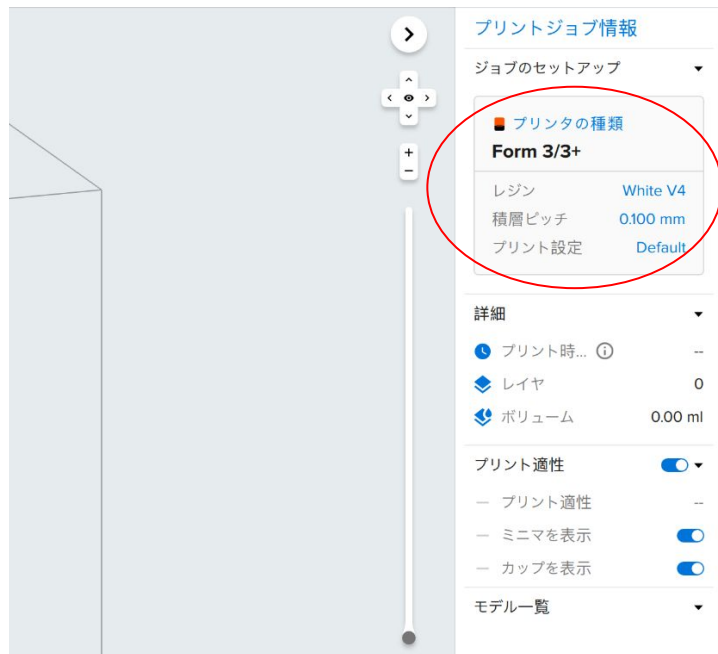 プリントジョブ情報
ジョブのセットアップ
プリンタの種類
Form 3/3+
レジン White V4
積層ピッチ 0.100 mm
プリント設定 Default
詳細
プリント時... --
レイヤ 0
ボリューム 0.00 ml
プリント適性
プリント適性 --
ミニマを表示
カップを表示
モデル一覧